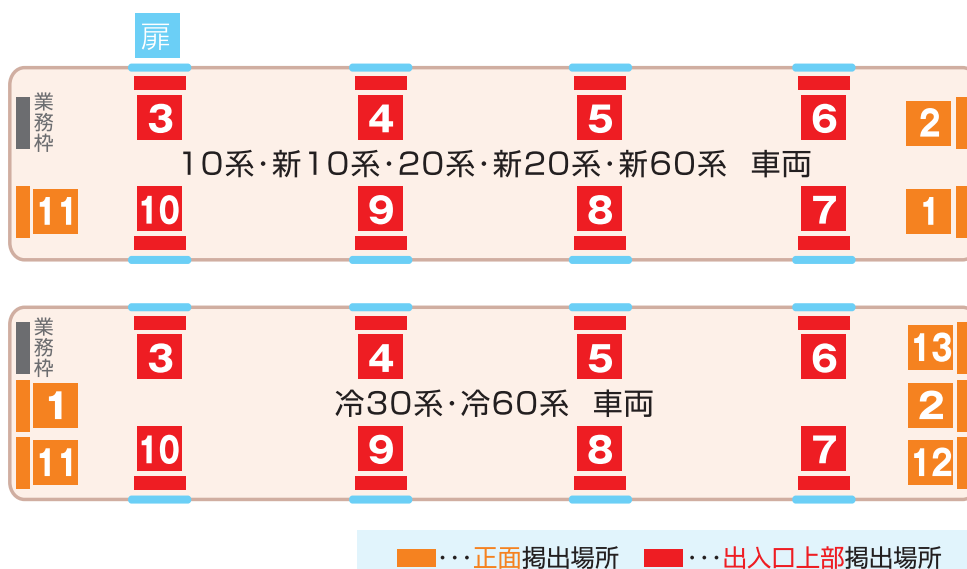 扉
業務枠
3 4 5 6 2
10系・新10系・20系・新20系・新60系 車両
11 10 9 8 7 1
業務枠
3 4 5 6 13
1 冷30系・冷60系 車両 2
11 10 9 8 7 12
・・・正面掲出場所 ・・・出入口上部掲出場所